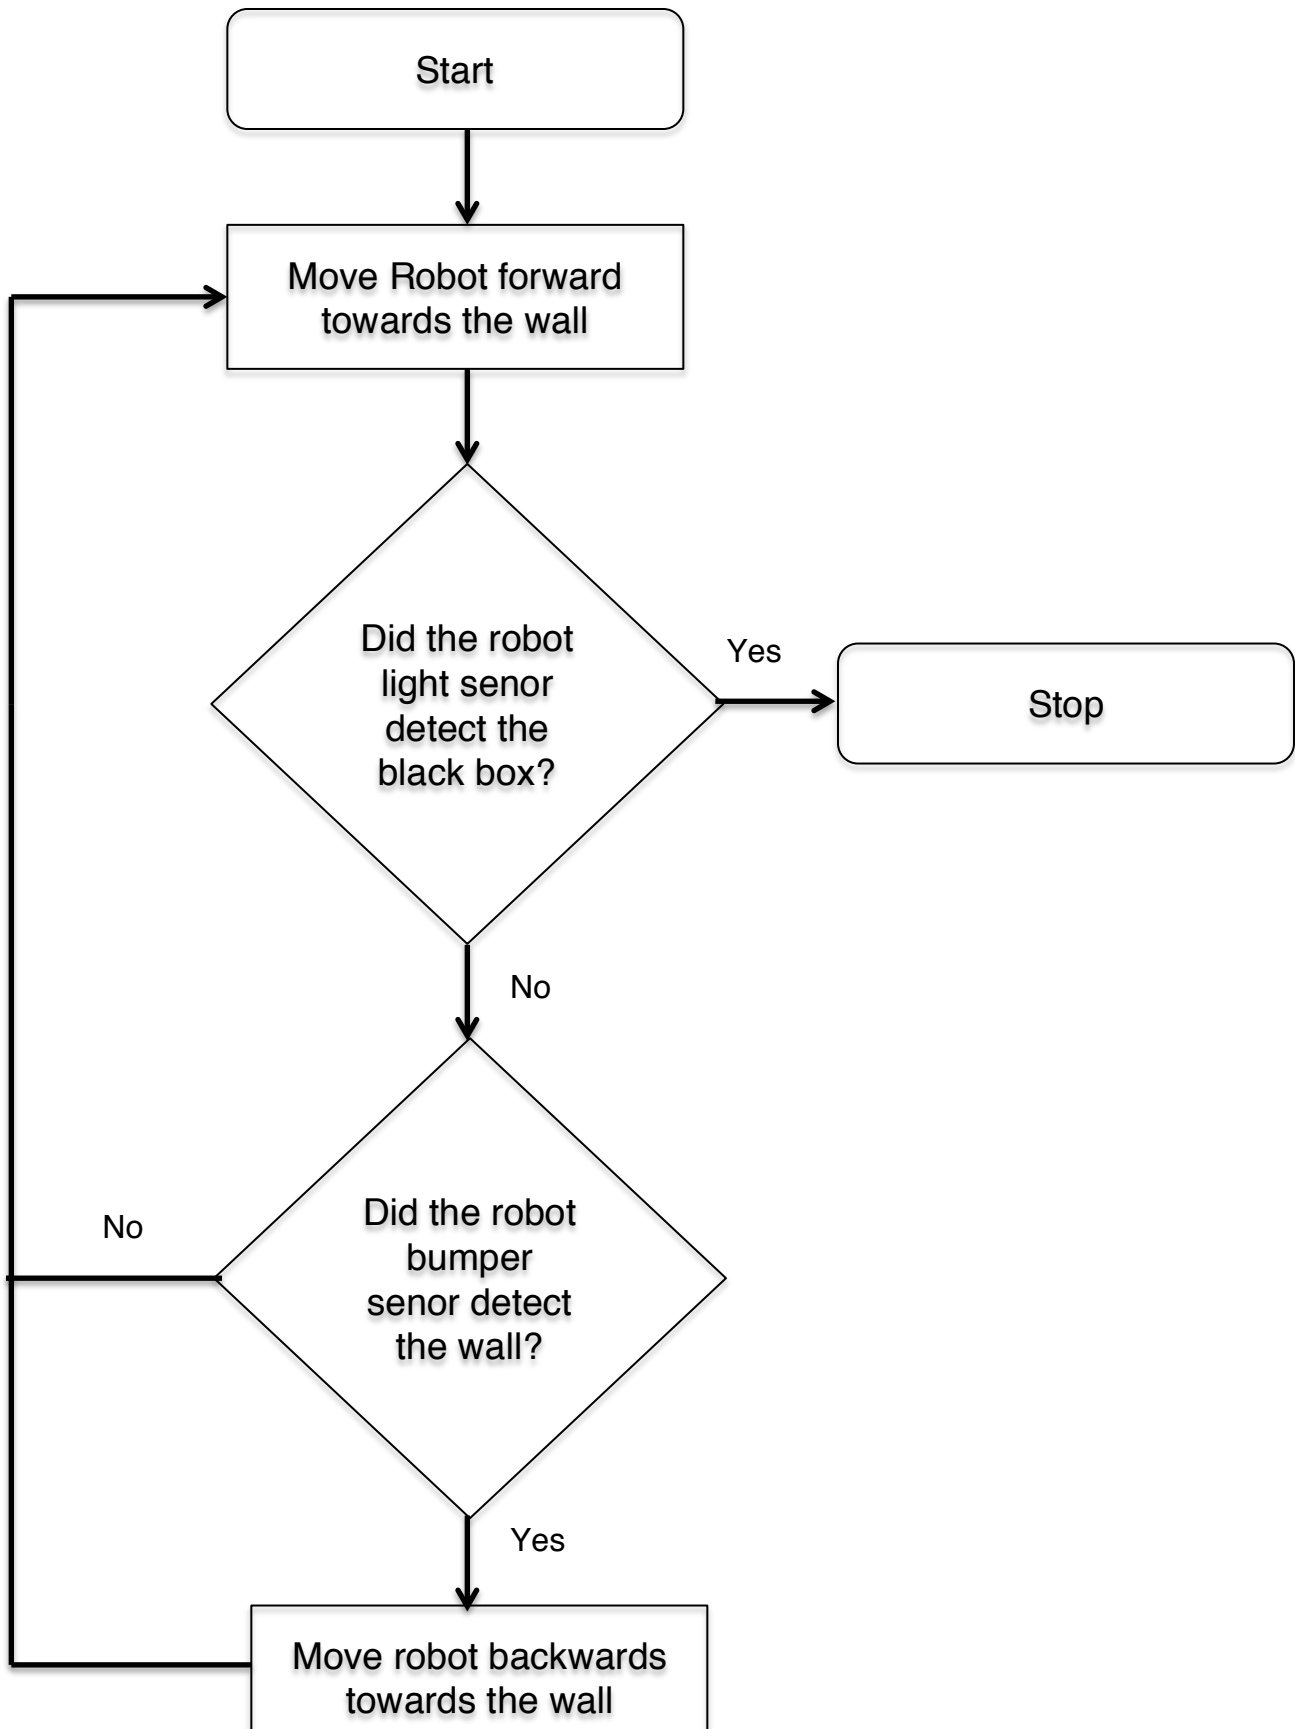 Start
Move Robot forward
towards the wall
Did the robot
light senor
detect the
black box?
Yes
Stop
No
Did the robot
bumper
senor detect
the wall?
No
Yes
Move robot backwards
towards the wall